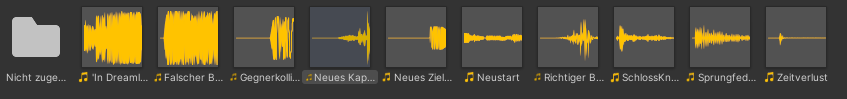 Nicht zuge...
'In Dreaml...
Falscher B...
Gegnerkolli...
Neues Kap...
Neues Ziel...
Neustart
Richtiger B...
SchlossKn...
Sprungfed...
Zeitverlust